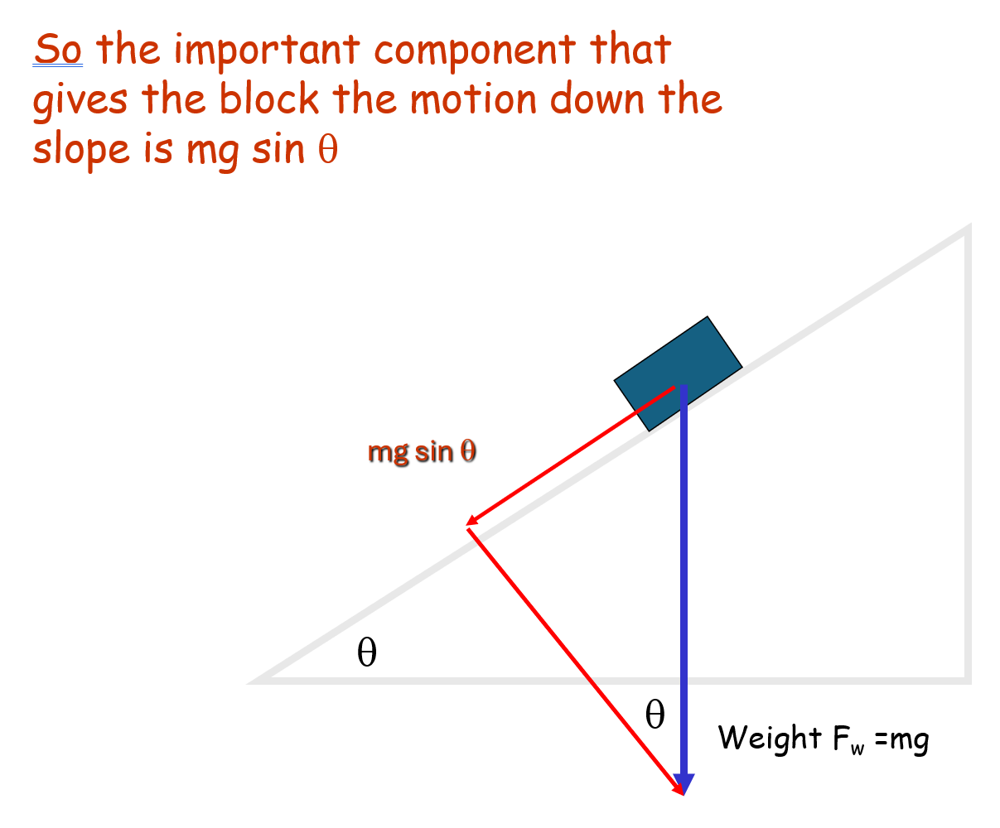 So the important component that
gives the block the motion down the
slope is mg sin θ
mg sin θ
θ
θ
Weight Fw =mg